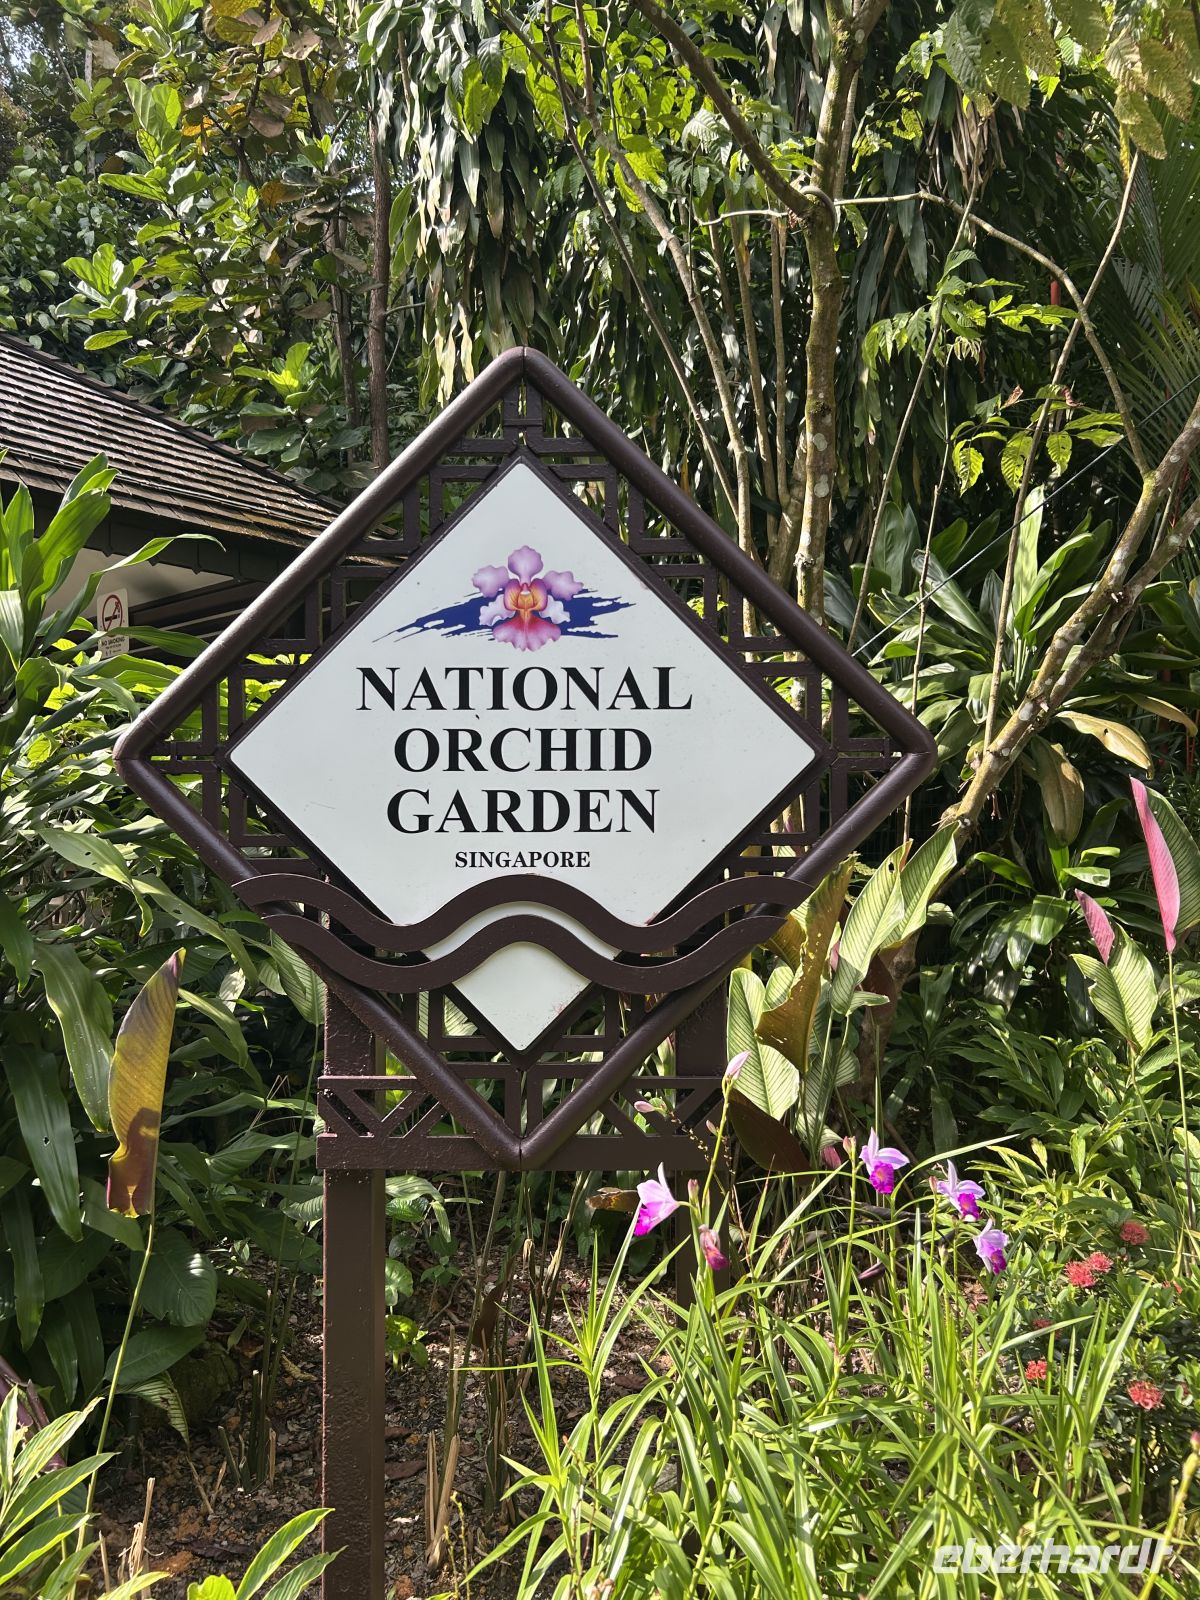 NATIONAL
ORCHID
GARDEN
SINGAPORE
NO SMOKING
eberhardt